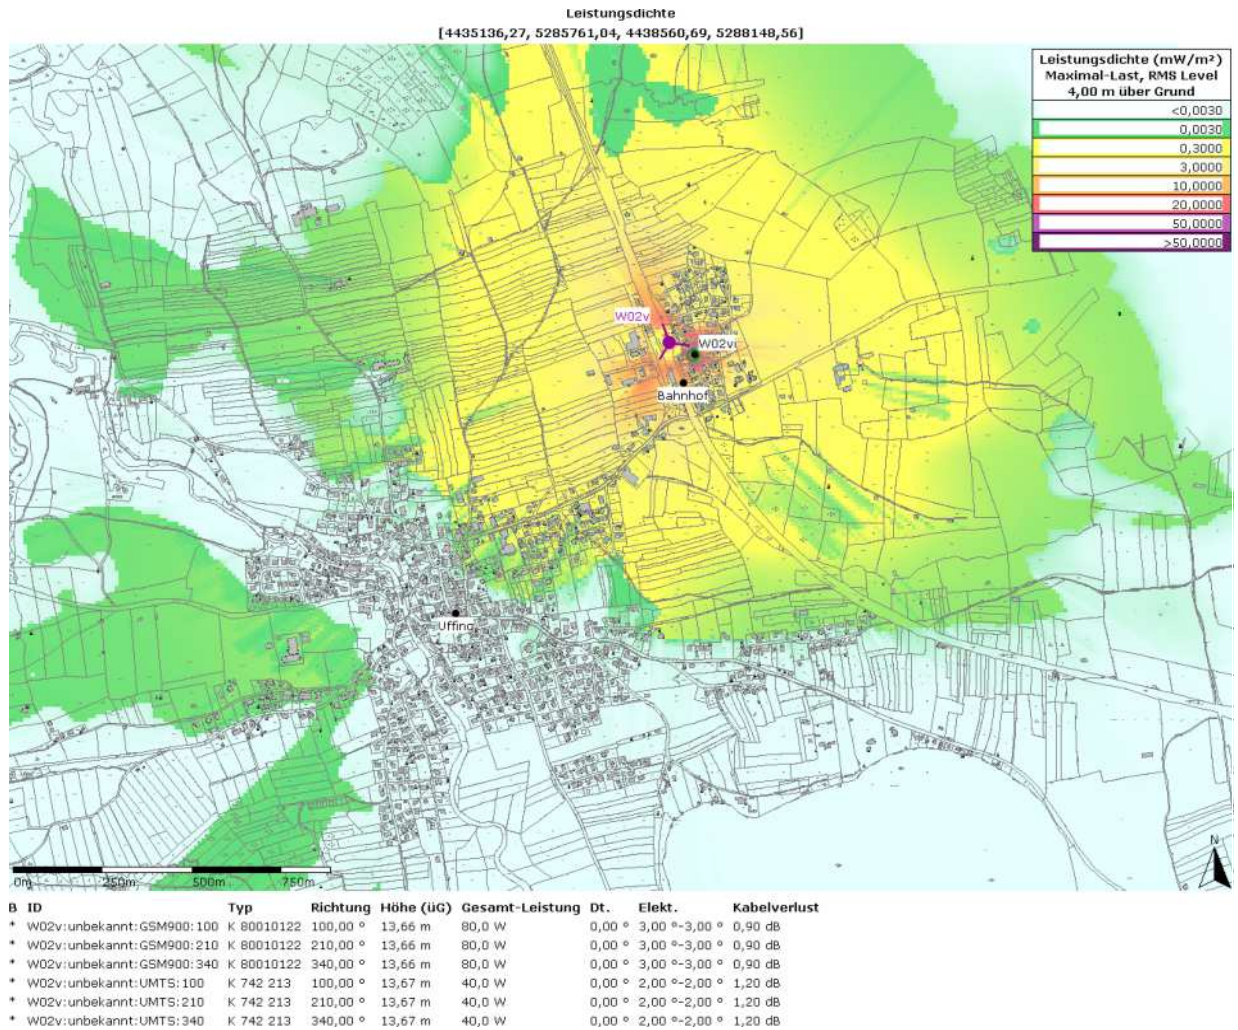 Leistungsdichte
[4435136,27, 5285761,04, 4438560,69, 5288148,56]
Leistungsdichte (mW/m²)
Maximal-Last, RMS Level
4,00 m über Grund
<0,0030
0,0030
0,3000
3,0000
10,0000
20,0000
50,0000
>50,0000
W02v
W02v
Bahnhof
Uffing
N
0m 250m 500m 750m
B ID Typ Richtung Höhe (üG) Gesamt-Leistung Dt. Elekt. Kabelverlust
* W02v:unbekannt:GSM900:100 K 80010122 100,00 ° 13,66 m 80,0 W 0,00 ° 3,00 °-3,00 ° 0,90 dB
* W02v:unbekannt:GSM900:210 K 80010122 210,00 ° 13,66 m 80,0 W 0,00 ° 3,00 °-3,00 ° 0,90 dB
* W02v:unbekannt:GSM900:340 K 80010122 340,00 ° 13,66 m 80,0 W 0,00 ° 3,00 °-3,00 ° 0,90 dB
* W02v:unbekannt:UMTS:100 K 742 213 100,00 ° 13,67 m 40,0 W 0,00 ° 2,00 °-2,00 ° 1,20 dB
* W02v:unbekannt:UMTS:210 K 742 213 210,00 ° 13,67 m 40,0 W 0,00 ° 2,00 °-2,00 ° 1,20 dB
* W02v:unbekannt:UMTS:340 K 742 213 340,00 ° 13,67 m 40,0 W 0,00 ° 2,00 °-2,00 ° 1,20 dB